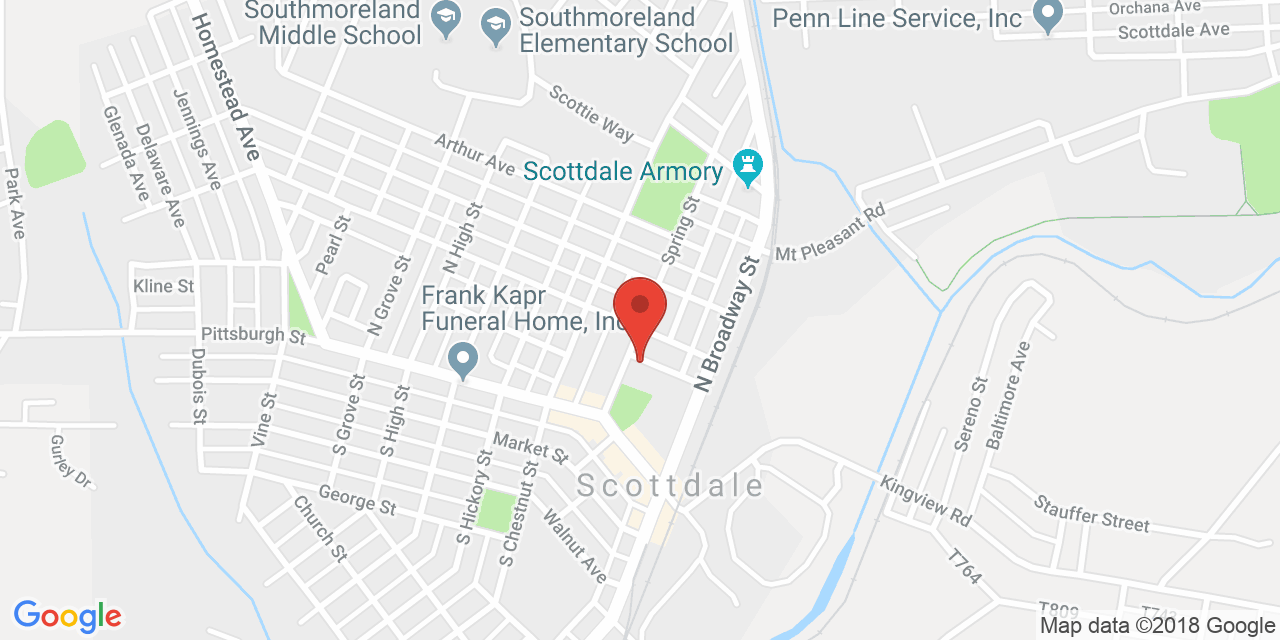 Southmoreland
Middle School
Southmoreland
Elementary School
Penn Line Service, Inc
Orchana Ave
Scottdale Ave
Homestead Ave
Scottie Way
Jennings Ave
Glenada Ave
Delaware Ave
Arthur Ave
Scottdale Armory
Park Ave
Pearl St
N High St
Spring St
Mt Pleasant Rd
Kline St
N Grove St
Frank Kapr
Funeral Home, Inc
N Broadway St
Pittsburgh St
Dubois St
Vine St
S Grove St
S High St
Sereno St
Baltimore Ave
Gurley Dr
Market St
Scottdale
George St
Church St
S Hickory St
S Chestnut St
Walnut Ave
Kingview Rd
Stauffer Street
T764
T809
Google
Map data ©2018 Google